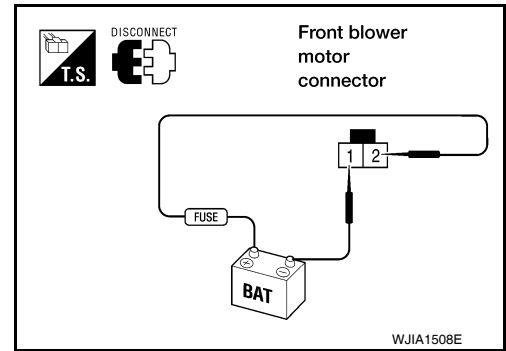 DISCONNECT
T.S.
Front blower
motor
connector
1 2
FUSE
+ −
BAT
WJIA1508E